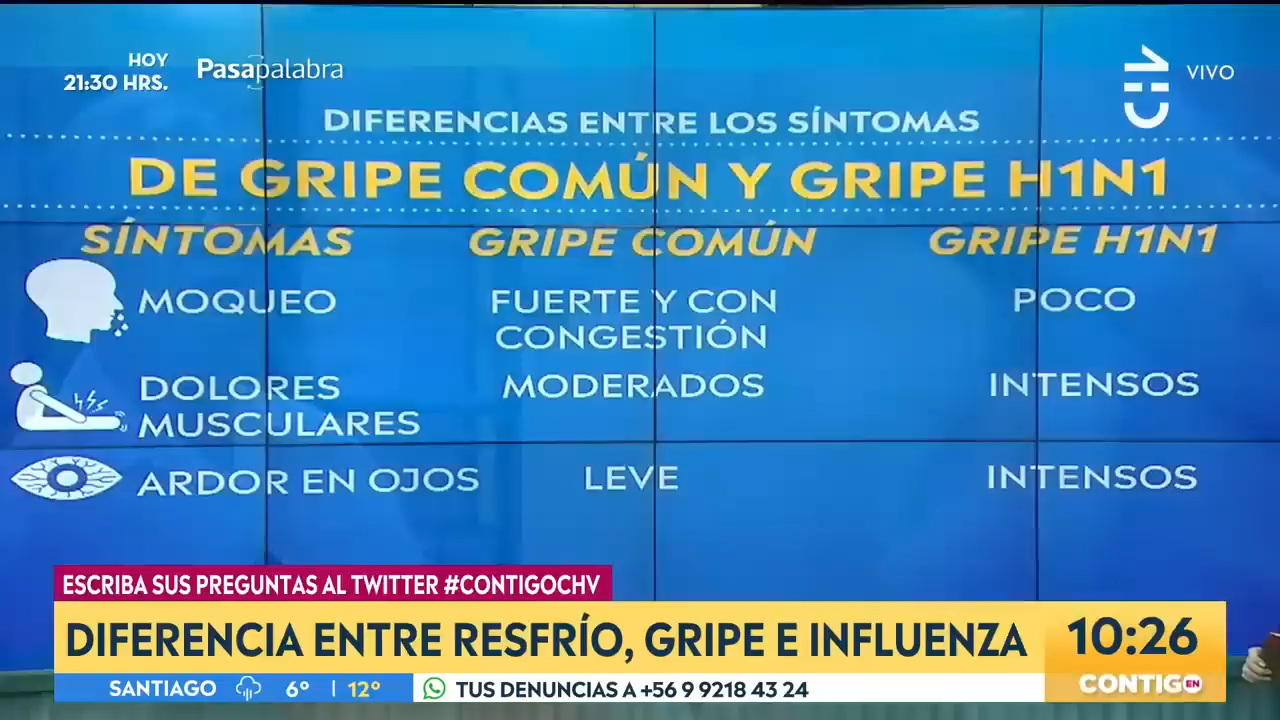 HOY
21:30 HRS.
Pasapalabra
CHV
VIVO
DIFERENCIAS ENTRE LOS SÍNTOMAS
DE GRIPE COMÚN Y GRIPE H1N1
SÍNTOMAS GRIPE COMÚN GRIPE H1N1
MOQUEO FUERTE Y CON CONGESTIÓN POCO
DOLORES MUSCULARES MODERADOS INTENSOS
ARDOR EN OJOS LEVE INTENSOS
ESCRIBA SUS PREGUNTAS AL TWITTER #CONTIGOCHV
DIFERENCIA ENTRE RESFRÍO, GRIPE E INFLUENZA
10:26
SANTIAGO 6° | 12° TUS DENUNCIAS A +56 9 9218 43 24
CONTIGO EN